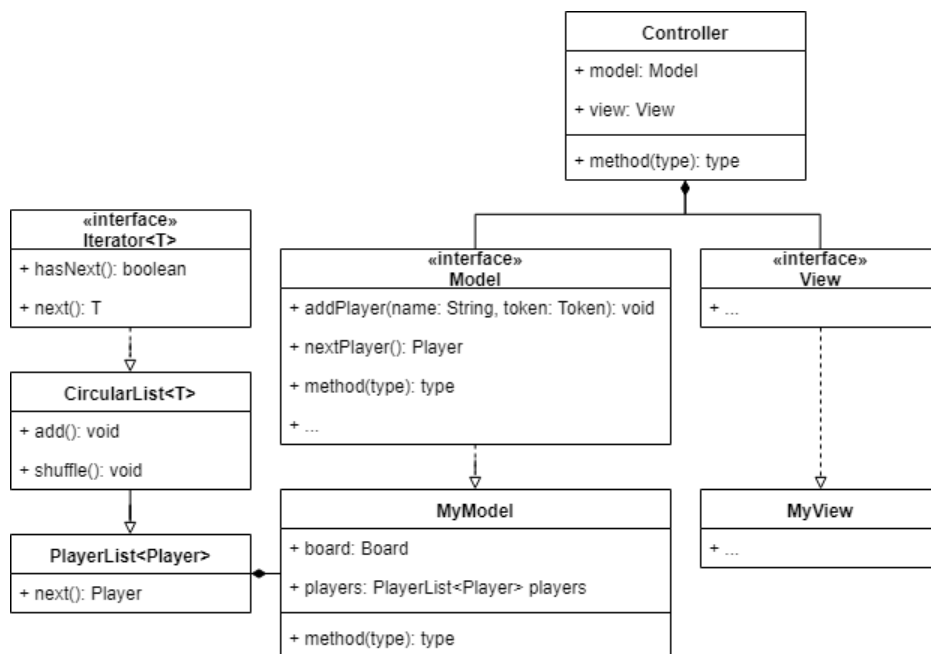 Controller
+ model: Model
+ view: View
+ method(type): type
«interface»
Iterator<T>
+ hasNext(): boolean
+ next(): T
«interface»
Model
+ addPlayer(name: String, token: Token): void
+ nextPlayer(): Player
+ method(type): type
+ ...
«interface»
View
+ ...
CircularList<T>
+ add(): void
+ shuffle(): void
PlayerList<Player>
+ next(): Player
MyModel
+ board: Board
+ players: PlayerList<Player> players
+ method(type): type
MyView
+ ...